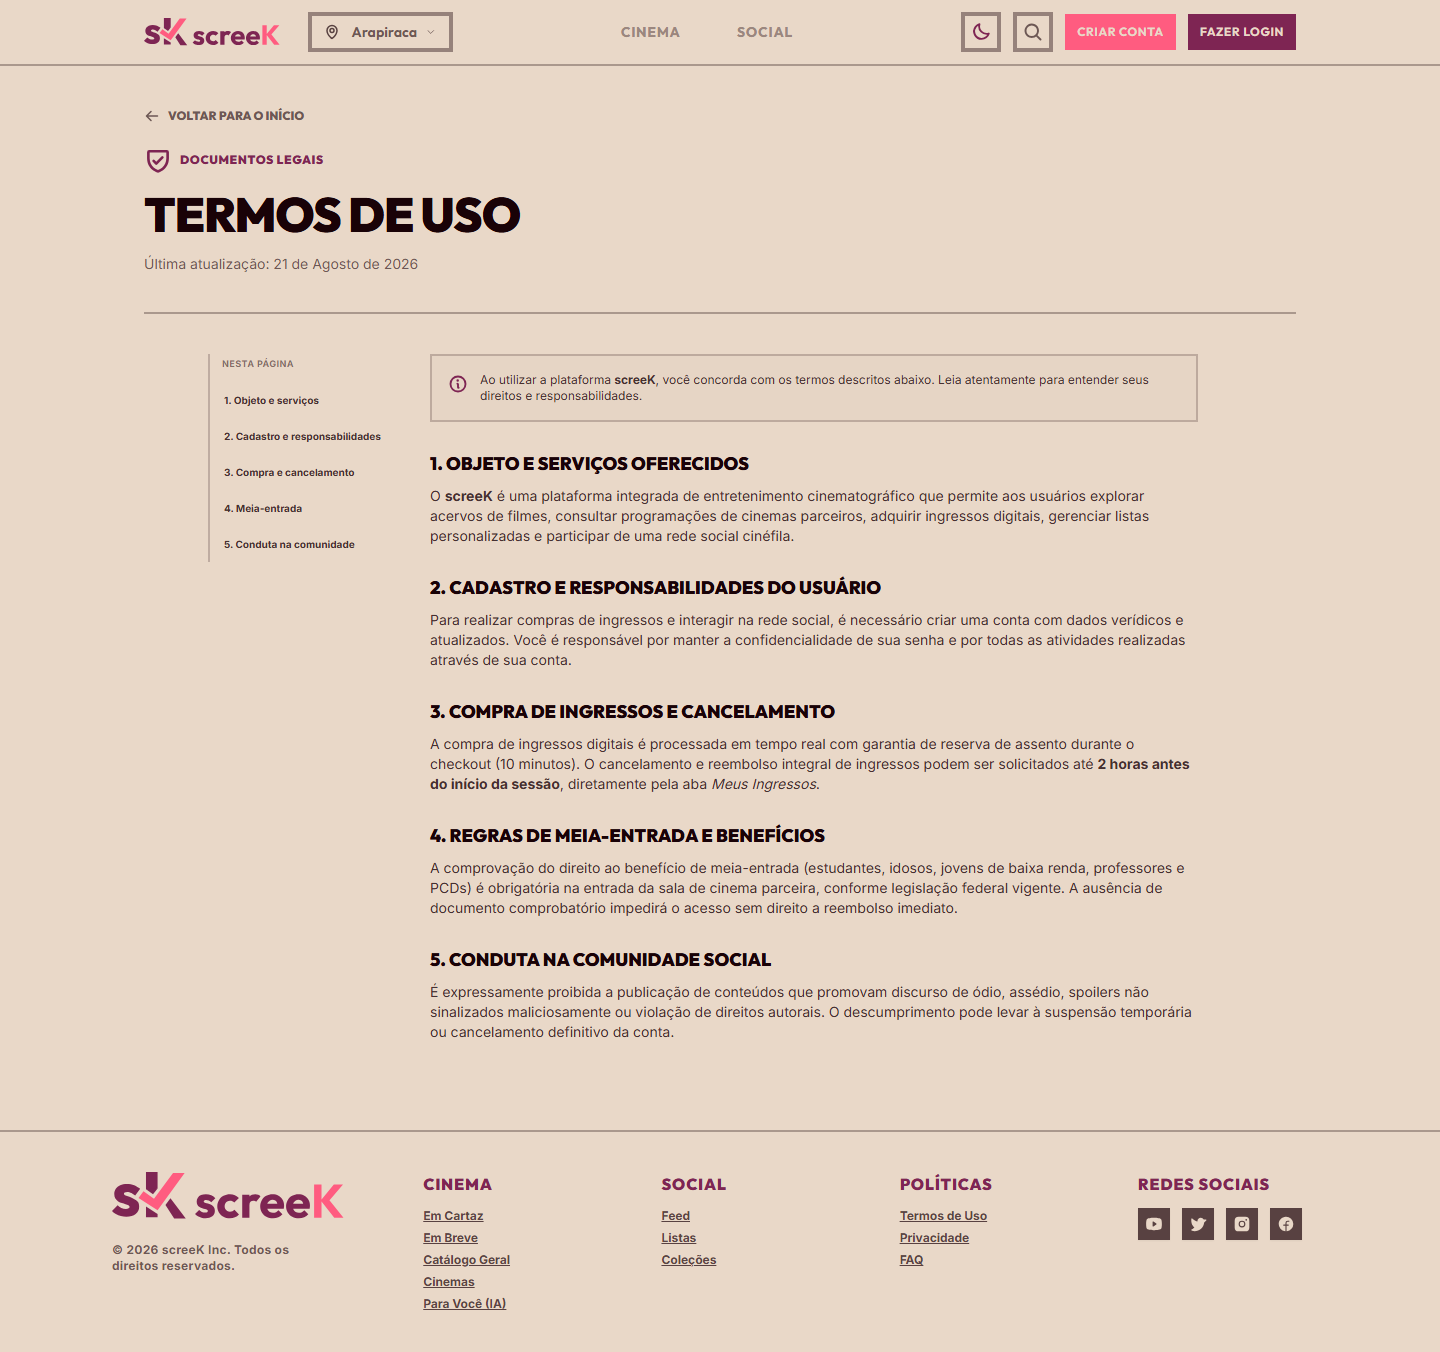 sK screeK
Arapiraca
CINEMA
SOCIAL
CRIAR CONTA
FAZER LOGIN
VOLTAR PARA O INÍCIO
DOCUMENTOS LEGAIS
TERMOS DE USO
Última atualização: 21 de Agosto de 2026
NESTA PÁGINA
1. Objeto e serviços
2. Cadastro e responsabilidades
3. Compra e cancelamento
4. Meia-entrada
5. Conduta na comunidade
Ao utilizar a plataforma screeK, você concorda com os termos descritos abaixo. Leia atentamente para entender seus
direitos e responsabilidades.
1. OBJETO E SERVIÇOS OFERECIDOS
O screeK é uma plataforma integrada de entretenimento cinematográfico que permite aos usuários explorar
acervos de filmes, consultar programações de cinemas parceiros, adquirir ingressos digitais, gerenciar listas
personalizadas e participar de uma rede social cinéfila.
2. CADASTRO E RESPONSABILIDADES DO USUÁRIO
Para realizar compras de ingressos e interagir na rede social, é necessário criar uma conta com dados verídicos e
atualizados. Você é responsável por manter a confidencialidade de sua senha e por todas as atividades realizadas
através de sua conta.
3. COMPRA DE INGRESSOS E CANCELAMENTO
A compra de ingressos digitais é processada em tempo real com garantia de reserva de assento durante o
checkout (10 minutos). O cancelamento e reembolso integral de ingressos podem ser solicitados até 2 horas antes
do início da sessão, diretamente pela aba Meus Ingressos.
4. REGRAS DE MEIA-ENTRADA E BENEFÍCIOS
A comprovação do direito ao benefício de meia-entrada (estudantes, idosos, jovens de baixa renda, professores e
PCDs) é obrigatória na entrada da sala de cinema parceira, conforme legislação federal vigente. A ausência de
documento comprobatório impedirá o acesso sem direito a reembolso imediato.
5. CONDUTA NA COMUNIDADE SOCIAL
É expressamente proibida a publicação de conteúdos que promovam discurso de ódio, assédio, spoilers não
sinalizados maliciosamente ou violação de direitos autorais. O descumprimento pode levar à suspensão temporária
ou cancelamento definitivo da conta.
sK screeK
© 2026 screeK Inc. Todos os
direitos reservados.
CINEMA
Em Cartaz
Em Breve
Catálogo Geral
Cinemas
Para Você (IA)
SOCIAL
Feed
Listas
Coleções
POLÍTICAS
Termos de Uso
Privacidade
FAQ
REDES SOCIAIS